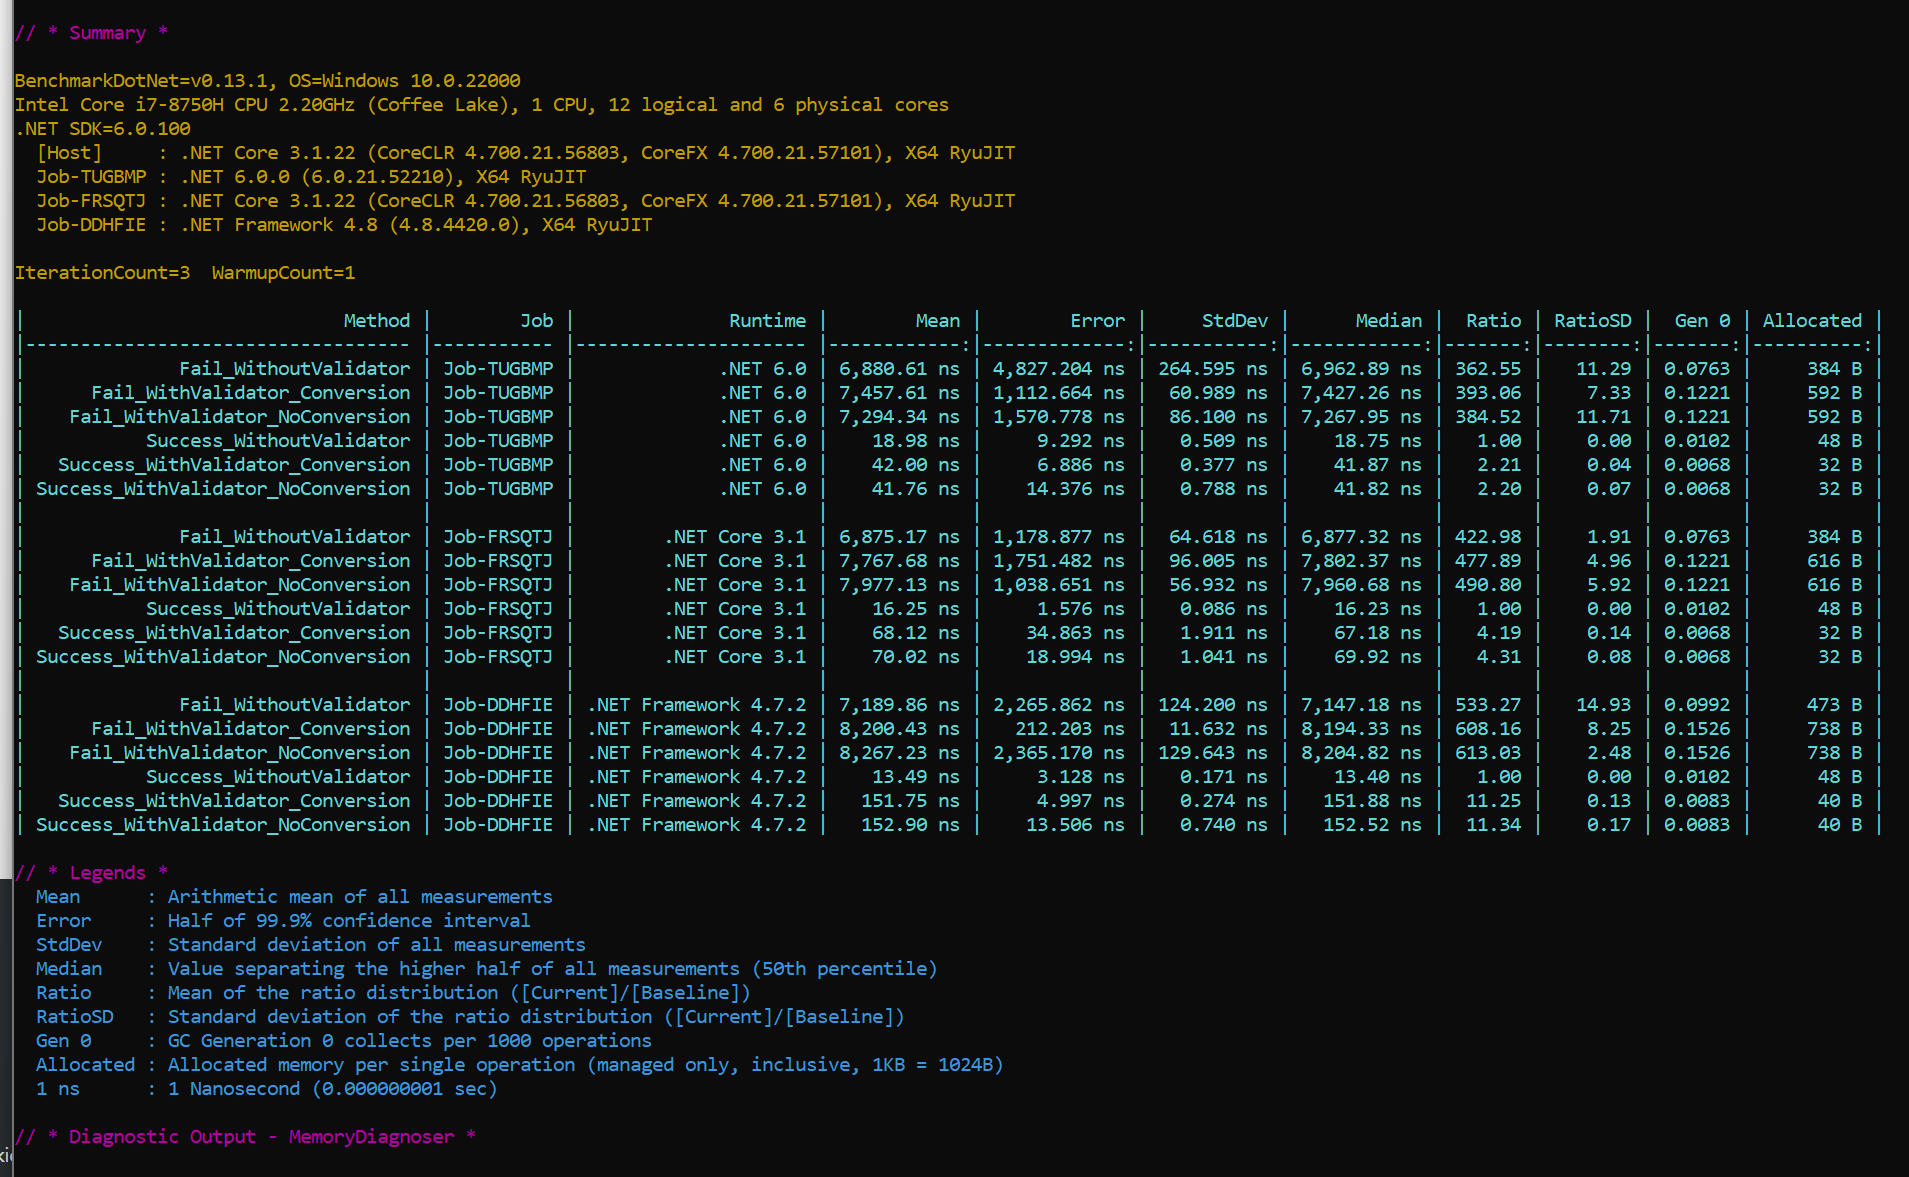 // * Summary *
BenchmarkDotNet=v0.13.1, OS=Windows 10.0.22000
Intel Core i7-8750H CPU 2.20GHz (Coffee Lake), 1 CPU, 12 logical and 6 physical cores
.NET SDK=6.0.100
  [Host]     : .NET Core 3.1.22 (CoreCLR 4.700.21.56803, CoreFX 4.700.21.57101), X64 RyuJIT
  Job-TUGBMP : .NET 6.0.0 (6.0.21.52210), X64 RyuJIT
  Job-FRSQTJ : .NET Core 3.1.22 (CoreCLR 4.700.21.56803, CoreFX 4.700.21.57101), X64 RyuJIT
  Job-DDHFIE : .NET Framework 4.8 (4.8.4420.0), X64 RyuJIT
IterationCount=3  WarmupCount=1
| Method | Job | Runtime | Mean | Error | StdDev | Median | Ratio | RatioSD | Gen 0 | Allocated |
|----------------------------------- |----------- |--------------------- |------------:|-------------:|-----------:|------------:|-------:|--------:|-------:|----------:|
| Fail_WithoutValidator | Job-TUGBMP | .NET 6.0 | 6,880.61 ns | 4,827.204 ns | 264.595 ns | 6,962.89 ns | 362.55 | 11.29 | 0.0763 | 384 B |
| Fail_WithValidator_Conversion | Job-TUGBMP | .NET 6.0 | 7,457.61 ns | 1,112.664 ns | 60.989 ns | 7,427.26 ns | 393.06 | 7.33 | 0.1221 | 592 B |
| Fail_WithValidator_NoConversion | Job-TUGBMP | .NET 6.0 | 7,294.34 ns | 1,570.778 ns | 86.100 ns | 7,267.95 ns | 384.52 | 11.71 | 0.1221 | 592 B |
| Success_WithoutValidator | Job-TUGBMP | .NET 6.0 | 18.98 ns | 9.292 ns | 0.509 ns | 18.75 ns | 1.00 | 0.00 | 0.0102 | 48 B |
| Success_WithValidator_Conversion | Job-TUGBMP | .NET 6.0 | 42.00 ns | 6.886 ns | 0.377 ns | 41.87 ns | 2.21 | 0.04 | 0.0068 | 32 B |
| Success_WithValidator_NoConversion | Job-TUGBMP | .NET 6.0 | 41.76 ns | 14.376 ns | 0.788 ns | 41.82 ns | 2.20 | 0.07 | 0.0068 | 32 B |
| | | | | | | | | | | |
| Fail_WithoutValidator | Job-FRSQTJ | .NET Core 3.1 | 6,875.17 ns | 1,178.877 ns | 64.618 ns | 6,877.32 ns | 422.98 | 1.91 | 0.0763 | 384 B |
| Fail_WithValidator_Conversion | Job-FRSQTJ | .NET Core 3.1 | 7,767.68 ns | 1,751.482 ns | 96.005 ns | 7,802.37 ns | 477.89 | 4.96 | 0.1221 | 616 B |
| Fail_WithValidator_NoConversion | Job-FRSQTJ | .NET Core 3.1 | 7,977.13 ns | 1,038.651 ns | 56.932 ns | 7,960.68 ns | 490.80 | 5.92 | 0.1221 | 616 B |
| Success_WithoutValidator | Job-FRSQTJ | .NET Core 3.1 | 16.25 ns | 1.576 ns | 0.086 ns | 16.23 ns | 1.00 | 0.00 | 0.0102 | 48 B |
| Success_WithValidator_Conversion | Job-FRSQTJ | .NET Core 3.1 | 68.12 ns | 34.863 ns | 1.911 ns | 67.18 ns | 4.19 | 0.14 | 0.0068 | 32 B |
| Success_WithValidator_NoConversion | Job-FRSQTJ | .NET Core 3.1 | 70.02 ns | 18.994 ns | 1.041 ns | 69.92 ns | 4.31 | 0.08 | 0.0068 | 32 B |
| | | | | | | | | | | |
| Fail_WithoutValidator | Job-DDHFIE | .NET Framework 4.7.2 | 7,189.86 ns | 2,265.862 ns | 124.200 ns | 7,147.18 ns | 533.27 | 14.93 | 0.0992 | 473 B |
| Fail_WithValidator_Conversion | Job-DDHFIE | .NET Framework 4.7.2 | 8,200.43 ns | 212.203 ns | 11.632 ns | 8,194.33 ns | 608.16 | 8.25 | 0.1526 | 738 B |
| Fail_WithValidator_NoConversion | Job-DDHFIE | .NET Framework 4.7.2 | 8,267.23 ns | 2,365.170 ns | 129.643 ns | 8,204.82 ns | 613.03 | 2.48 | 0.1526 | 738 B |
| Success_WithoutValidator | Job-DDHFIE | .NET Framework 4.7.2 | 13.49 ns | 3.128 ns | 0.171 ns | 13.40 ns | 1.00 | 0.00 | 0.0102 | 48 B |
| Success_WithValidator_Conversion | Job-DDHFIE | .NET Framework 4.7.2 | 151.75 ns | 4.997 ns | 0.274 ns | 151.88 ns | 11.25 | 0.13 | 0.0083 | 40 B |
| Success_WithValidator_NoConversion | Job-DDHFIE | .NET Framework 4.7.2 | 152.90 ns | 13.506 ns | 0.740 ns | 152.52 ns | 11.34 | 0.17 | 0.0083 | 40 B |
// * Legends *
  Mean      : Arithmetic mean of all measurements
  Error     : Half of 99.9% confidence interval
  StdDev    : Standard deviation of all measurements
  Median    : Value separating the higher half of all measurements (50th percentile)
  Ratio     : Mean of the ratio distribution ([Current]/[Baseline])
  RatioSD   : Standard deviation of the ratio distribution ([Current]/[Baseline])
  Gen 0     : GC Generation 0 collects per 1000 operations
  Allocated : Allocated memory per single operation (managed only, inclusive, 1KB = 1024B)
  1 ns      : 1 Nanosecond (0.000000001 sec)
// * Diagnostic Output - MemoryDiagnoser *